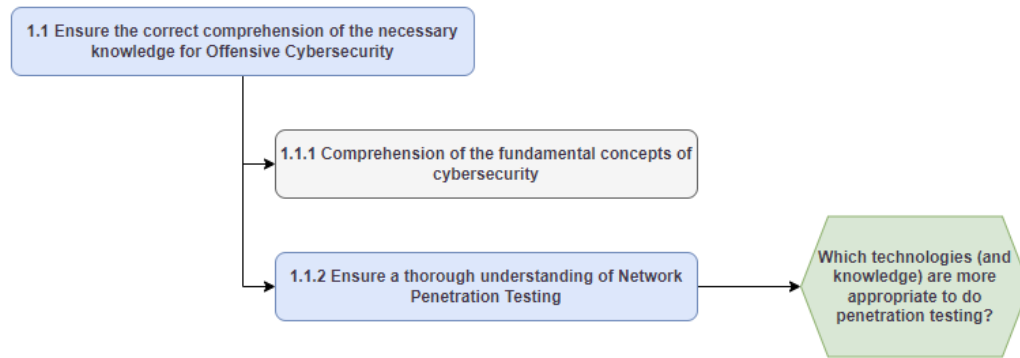 1.1 Ensure the correct comprehension of the necessary
knowledge for Offensive Cybersecurity
1.1.1 Comprehension of the fundamental concepts of
cybersecurity
1.1.2 Ensure a thorough understanding of Network
Penetration Testing
Which technologies (and
knowledge) are more
appropriate to do
penetration testing?